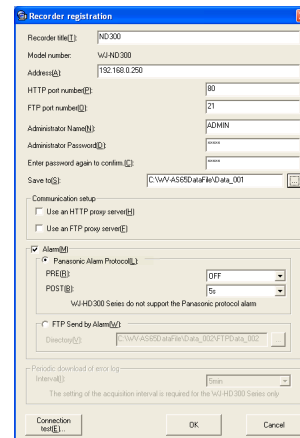 Recorder registration
Recorder title(T): ND300
Model number: WJ-ND300
Address(A): 192.168.0.250
HTTP port number(P): 80
FTP port number(O): 21
Administrator Name(N): ADMIN
Administrator Password(D): *****
Enter password again to confirm.(C): *****
Save to(S): C:\WV-AS65DataFile\Data_001 ...
Communication setup
Use an HTTP proxy server(H)
Use an FTP proxy server(F)
Alarm(M)
Panasonic Alarm Protocol(L):
PRE(R): OFF
POST(B): 5s
WJ-HD300 Series do not support the Panasonic protocol alarm
FTP Send by Alarm(W):
Directory(V): C:\WV-AS65DataFile\Data_002\FTPData_002 ...
Periodic download of error log
Interval(I): 5min
The setting of the acquisition interval is required for the WJ-HD300 Series only
Connection test(E)...
OK
Cancel